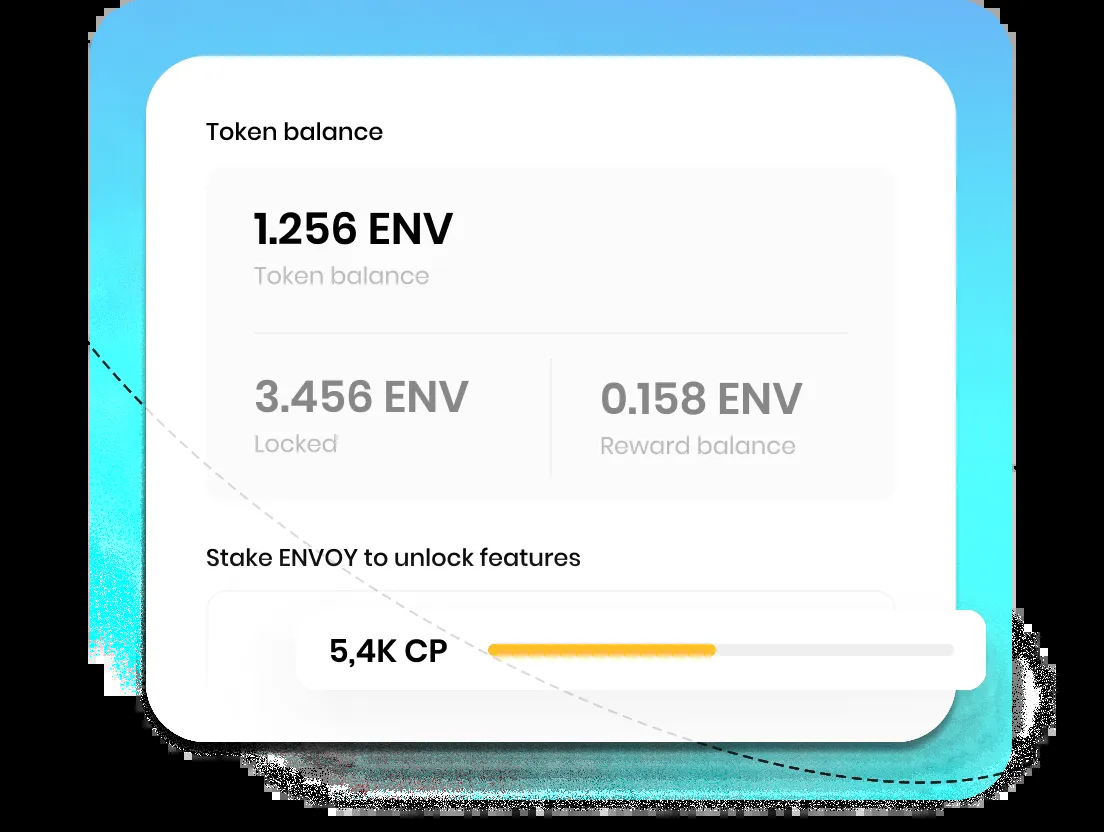 Token balance
1.256 ENV
Token balance
3.456 ENV
Locked
0.158 ENV
Reward balance
Stake ENVOY to unlock features
5,4K CP